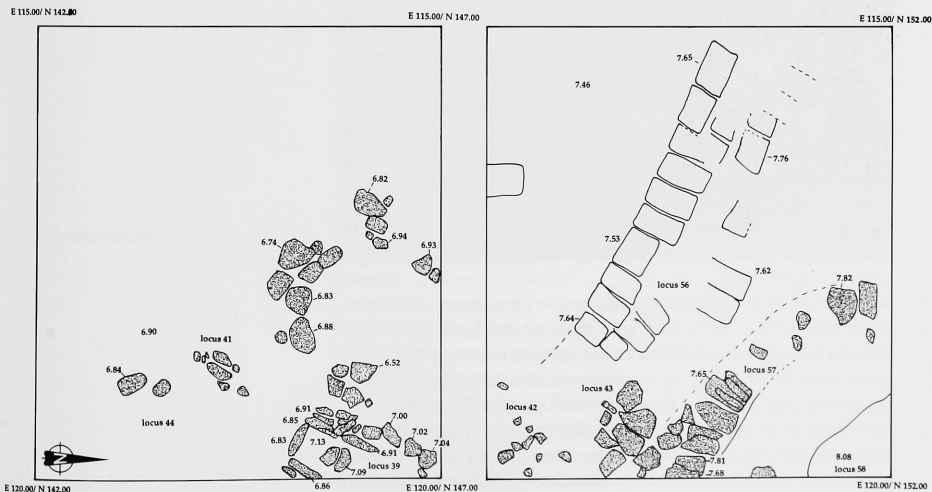 E 115.00/ N 142.00
E 115.00/ N 147.00
E 115.00/ N 152.00
7.65
7.46
7.76
6.82
6.94
6.74
6.93
7.53
7.62
7.82
locus 56
6.83
6.88
7.64
6.90
locus 41
6.84
6.52
7.65
locus 57
locus 43
locus 42
locus 44
6.91
6.85
7.00
6.83
7.13
7.02
6.91
7.04
locus 39
7.09
7.81
7.68
8.08
locus 58
6.86
E 120.00/ N 142.00
E 120.00/ N 147.00
E 120.00/ N 152.00